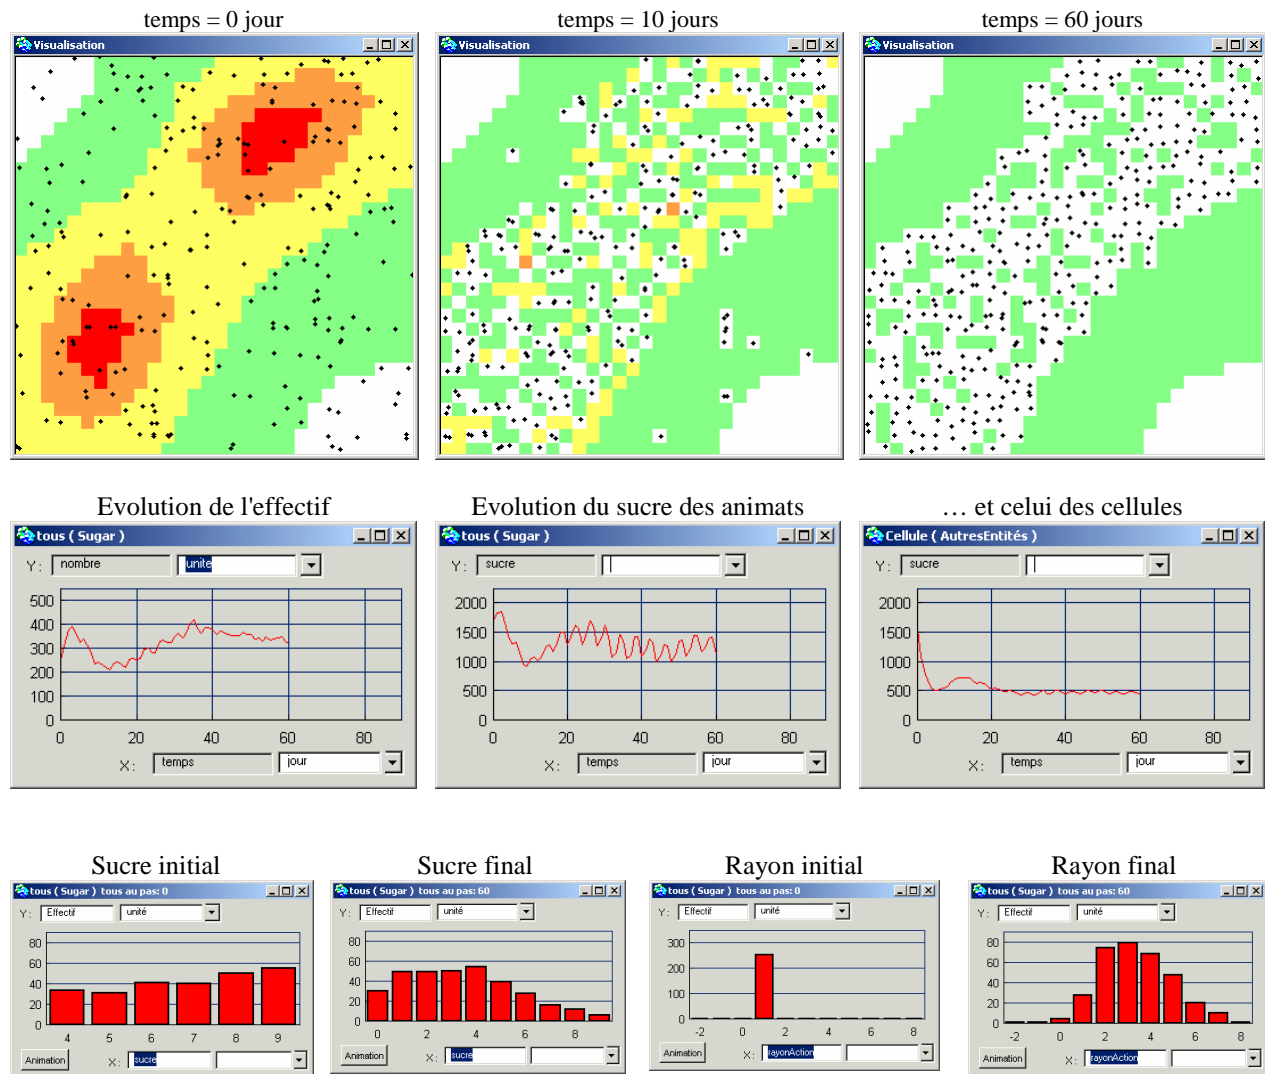 temps = 0 jour
temps = 10 jours
temps = 60 jours
Visualisation
Visualisation
Visualisation
Evolution de l'effectif
Evolution du sucre des animats
… et celui des cellules
tous ( Sugar )
tous ( Sugar )
Cellule ( AutresEntités )
Y: nombre unite
Y: sucre
Y: sucre
500
400
300
200
100
0
0 20 40 60 80
X: temps jour
2000
1500
1000
500
0
0 20 40 60 80
X: temps jour
2000
1500
1000
500
0
0 20 40 60 80
X: temps jour
Sucre initial
Sucre final
Rayon initial
Rayon final
tous ( Sugar ) tous au pas: 0
tous ( Sugar ) tous au pas: 60
tous ( Sugar ) tous au pas: 0
tous ( Sugar ) tous au pas: 60
Y: Effectif unité
Y: Effectif unité
Y: Effectif unité
Y: Effectif unité
80
60
40
20
0
4 5 6 7 8 9
Animation X: sucre
80
60
40
20
0
0 2 4 6 8
Animation X: sucre
300
200
100
0
-2 0 2 4 6 8
Animation X: rayonAction
80
60
40
20
0
-2 0 2 4 6 8
Animation X: rayonAction